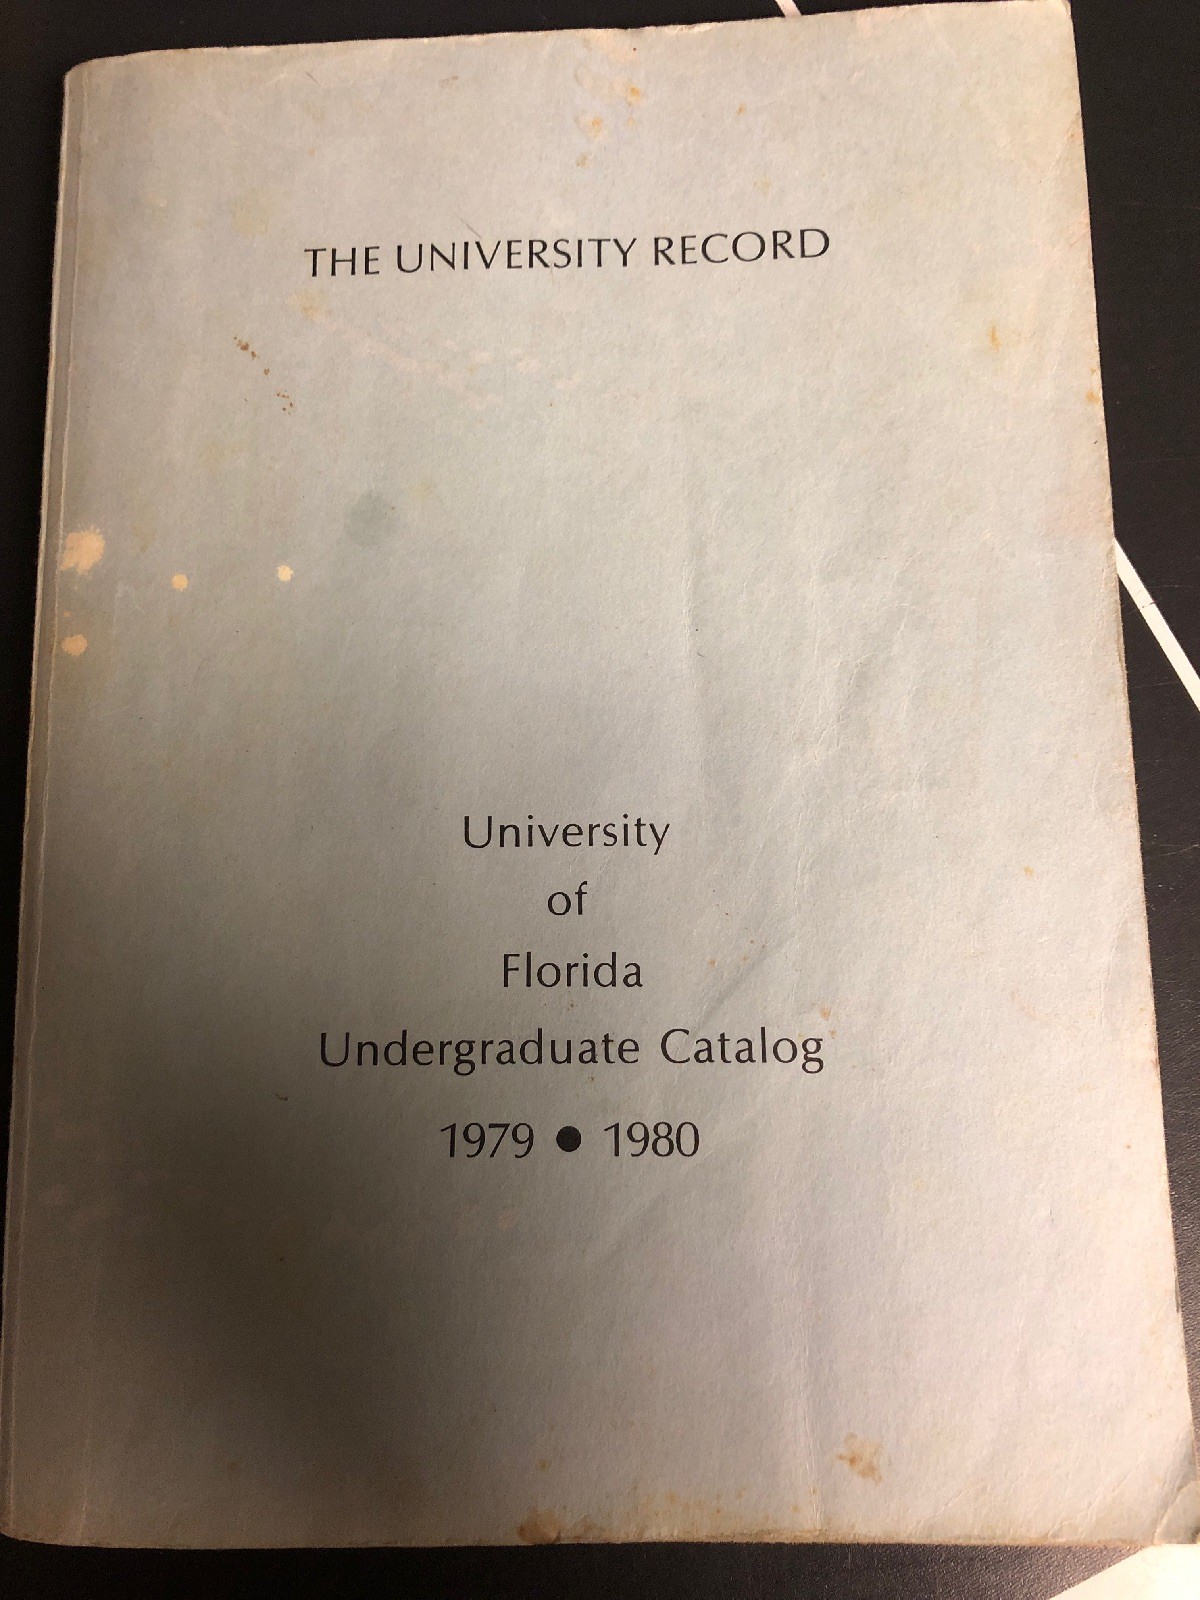 THE UNIVERSITY RECORD
University
of
Florida
Undergraduate Catalog
1979 ● 1980